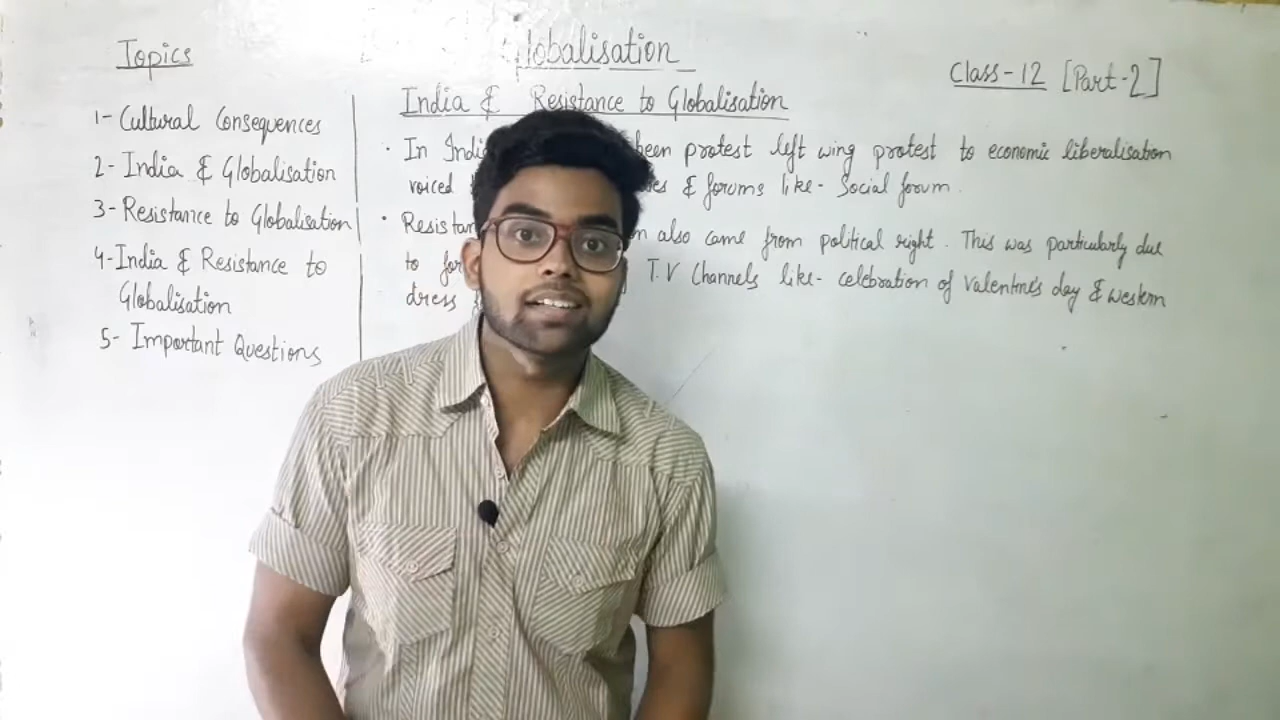 Topics
1- Cultural Consequences
2- India & Globalisation
3- Resistance to Globalisation
4- India & Resistance to
Globalisation
5- Important Questions
Globalisation
Class-12 [Part-2]
India & Resistance to Globalisation
• In been protest left wing protest to economic liberalisation
voiced & forums like- Social forum.
• also came from political right. This was particularly due
to T.V Channels like- celebration of Valentine's day & western
dress